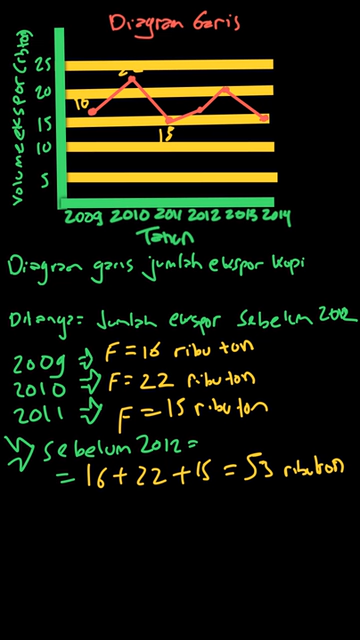 Diagram Garis
Volume ekspor (ribu ton)
25
20
15
10
5
16
22
15
2009 2010 2011 2012 2013 2014
Tahun
Diagram garis jumlah ekspor kopi
Ditanya = Jumlah ekspor sebelum 2012
2009 => F = 16 ribu ton
2010 => F = 22 ribu ton
2011 => F = 15 ribu ton
=> Sebelum 2012 =
= 16 + 22 + 15 = 53 ribu ton